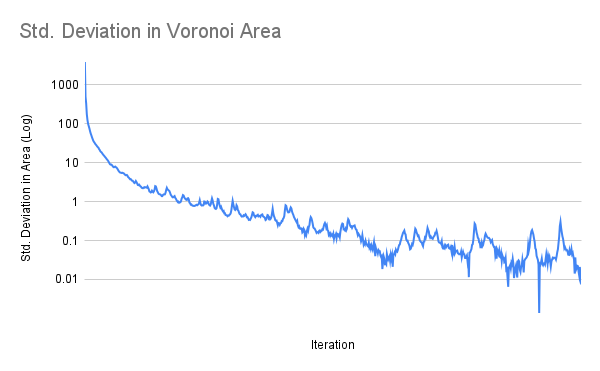 Std. Deviation in Voronoi Area
Std. Deviation in Area (Log)
1000
100
10
1
0.1
0.01
Iteration